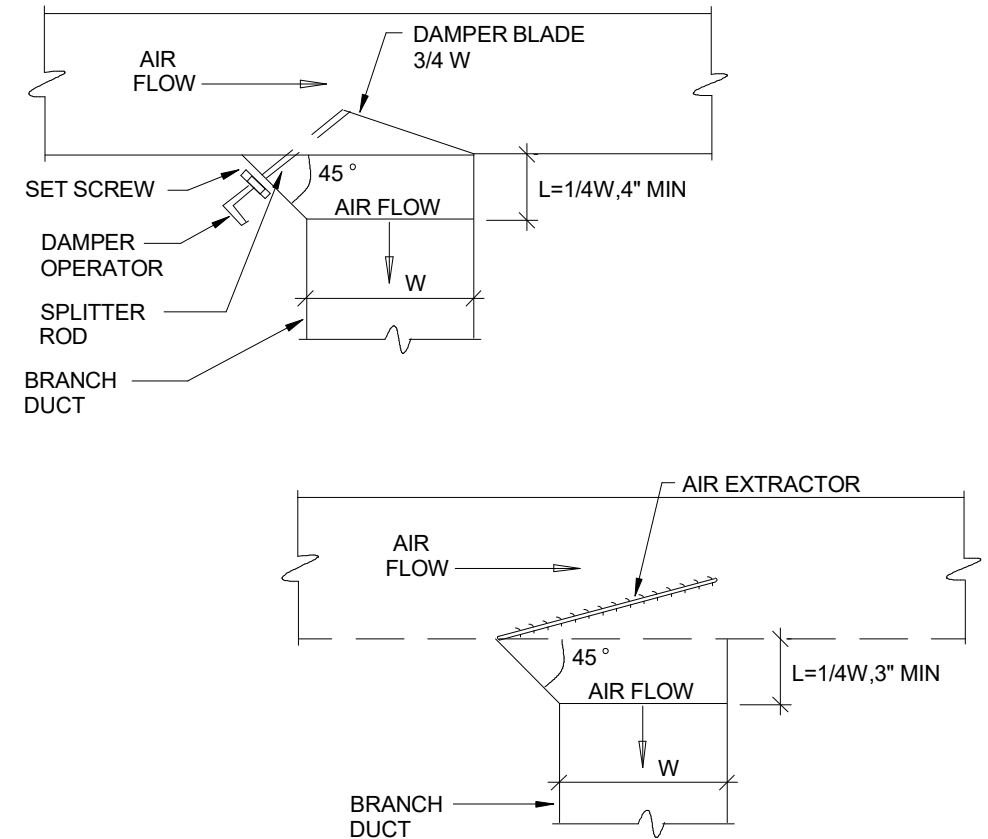 DAMPER BLADE
3/4 W
AIR
FLOW
45°
SET SCREW
L=1/4W,4" MIN
AIR FLOW
DAMPER
OPERATOR
W
SPLITTER
ROD
BRANCH
DUCT
AIR EXTRACTOR
AIR
FLOW
45°
L=1/4W,3" MIN
AIR FLOW
W
BRANCH
DUCT